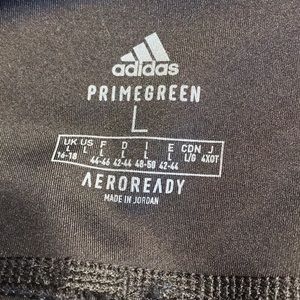 adidas
PRIMEGREEN
L
UK US F D I E CDN J
L L L L L L L/G 4XOT
16-18 44-46 42-44 48-50 42-44
AEROREADY
MADE IN JORDAN